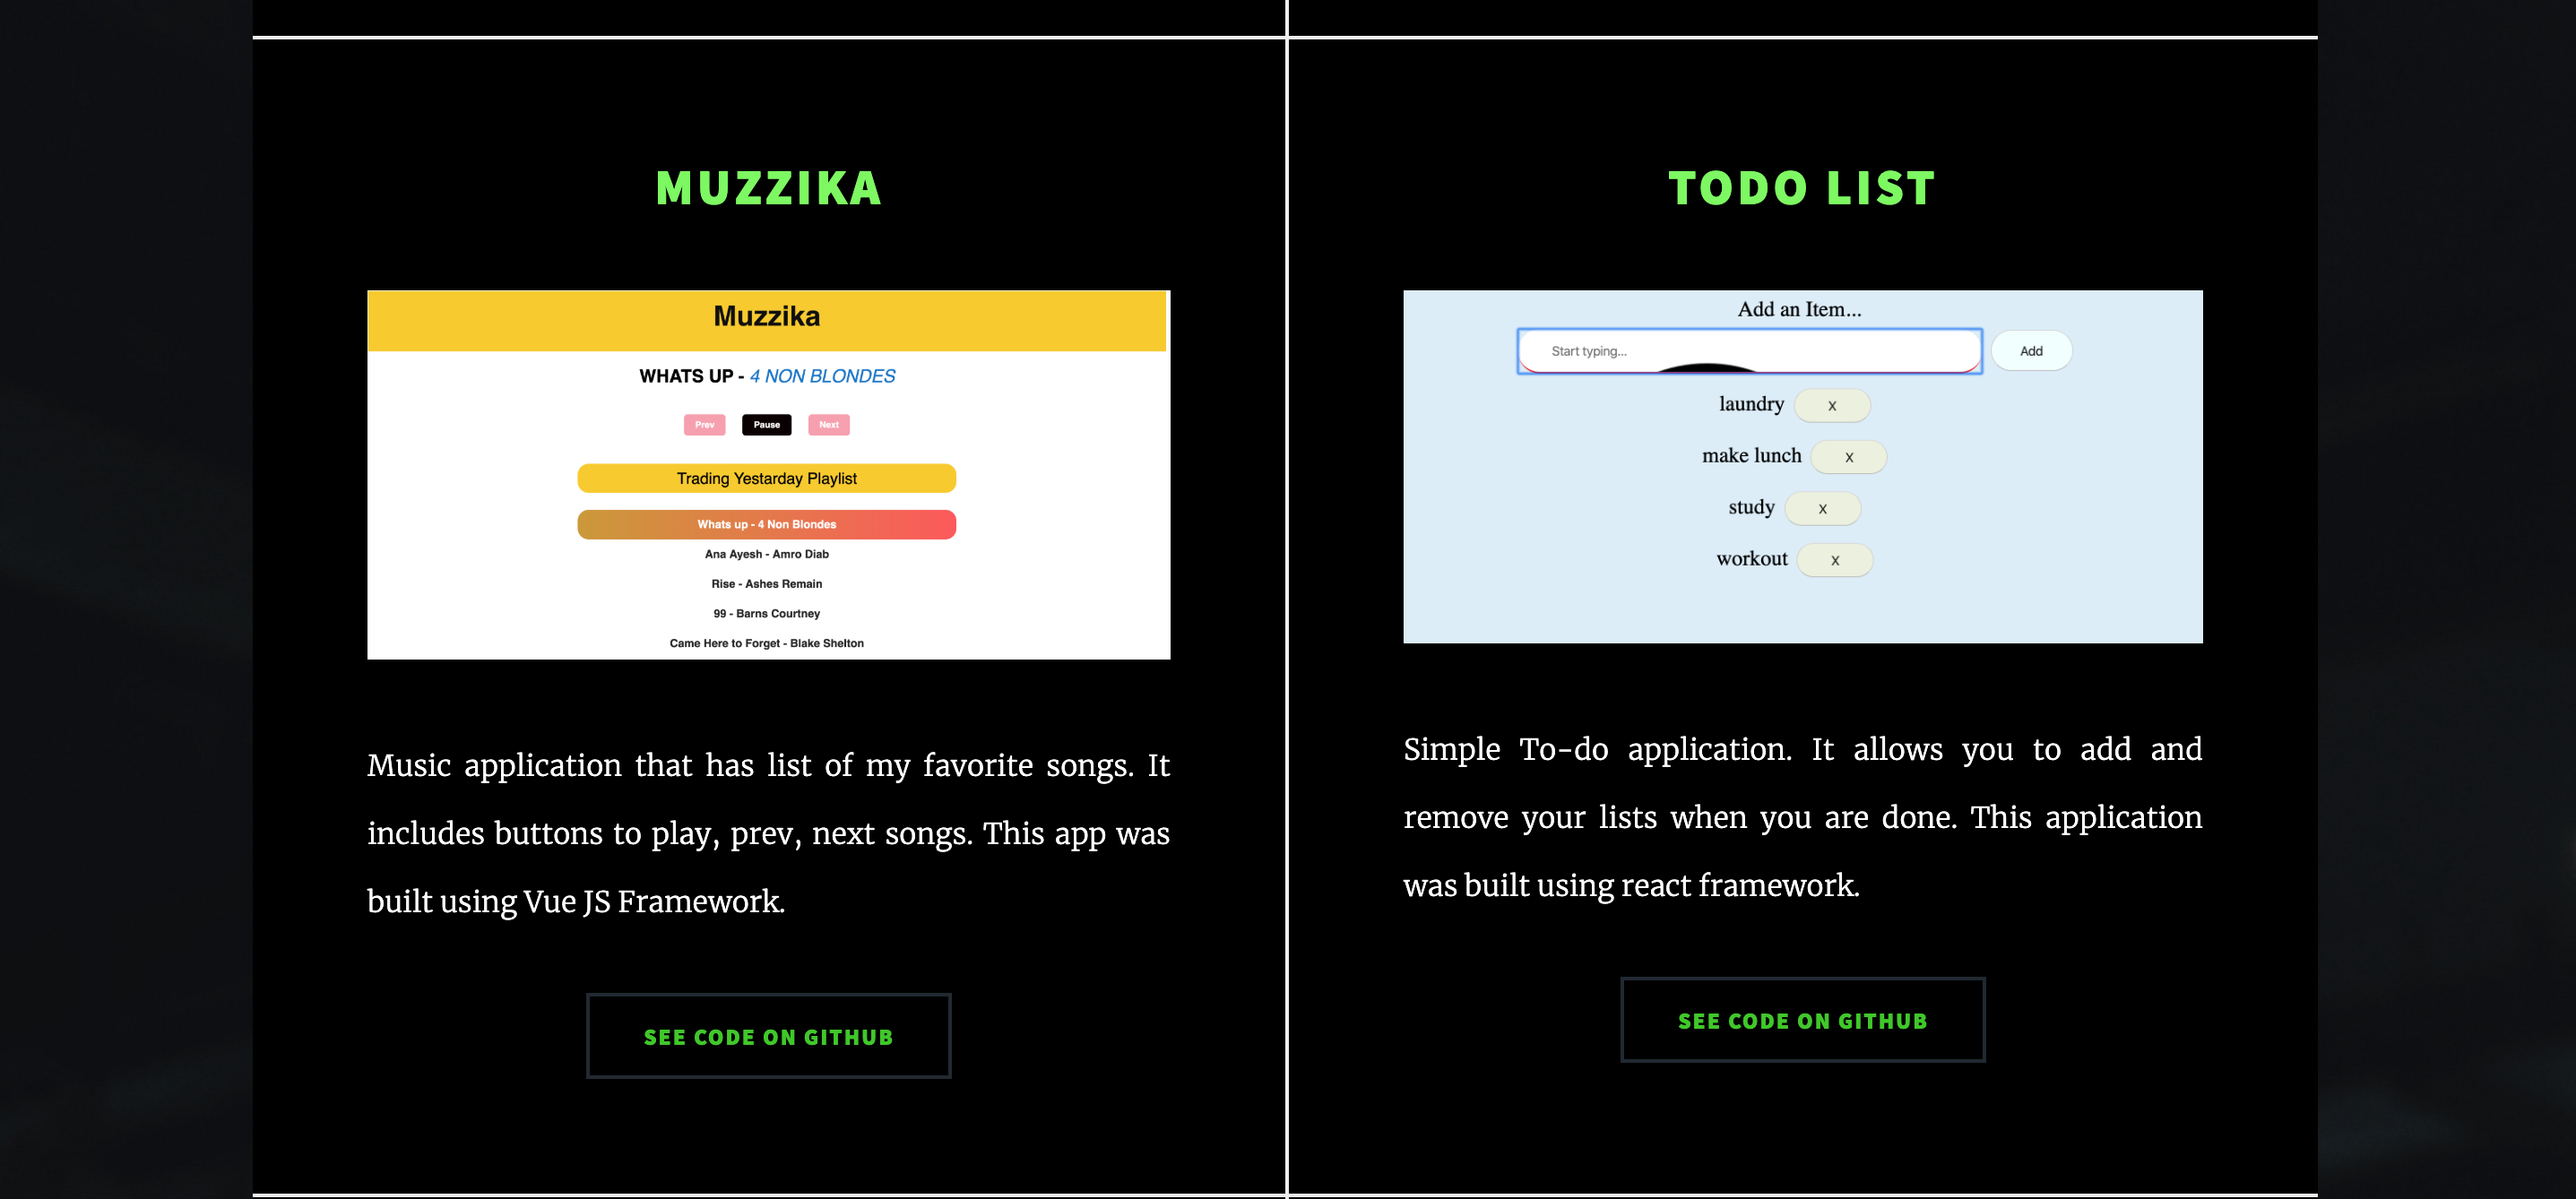 MUZZIKA
Muzzika
WHATS UP - 4 NON BLONDES
Prev Pause Next
Trading Yestarday Playlist
Whats up - 4 Non Blondes
Ana Ayesh - Amro Diab
Rise - Ashes Remain
99 - Barns Courtney
Came Here to Forget - Blake Shelton
Music application that has list of my favorite songs. It
includes buttons to play, prev, next songs. This app was
built using Vue JS Framework.
SEE CODE ON GITHUB
TODO LIST
Add an Item...
Start typing... Add
laundry x
make lunch x
study x
workout x
Simple To-do application. It allows you to add and
remove your lists when you are done. This application
was built using react framework.
SEE CODE ON GITHUB